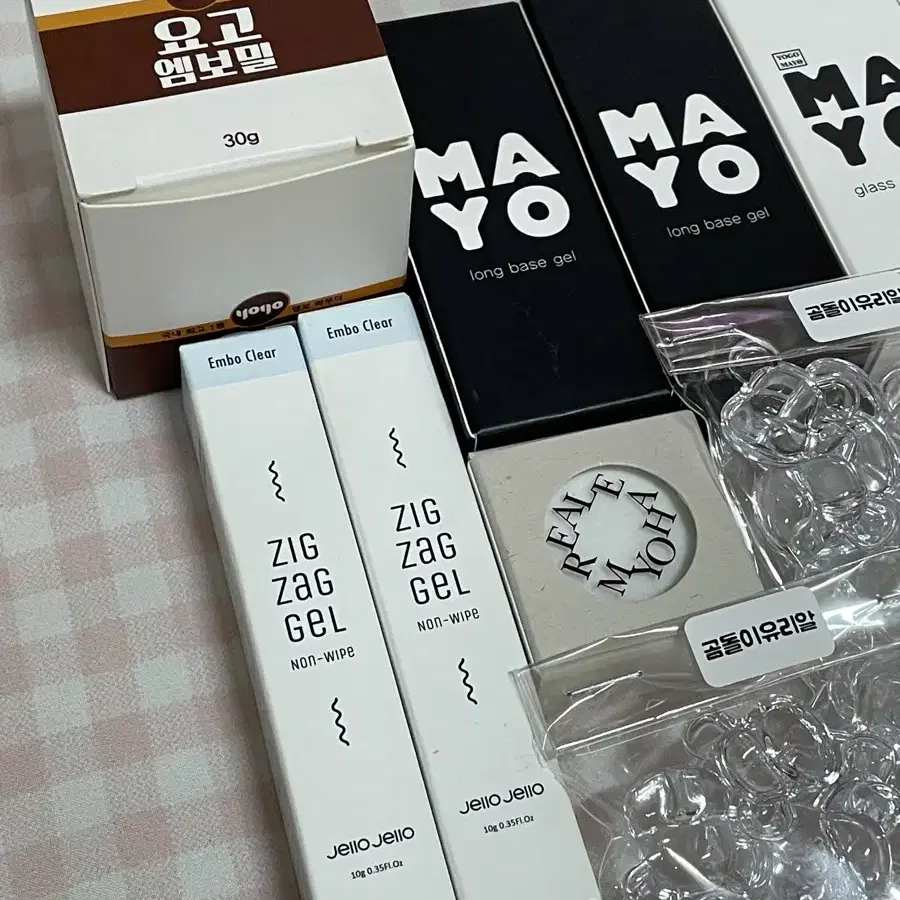 요고
엠보밀
30g
yogo
MA
YO
long base gel
MA
YO
long base gel
YOGO
MAYO
MA
YO
glass
곰돌이유리알
Embo Clear
ZIG
ZaG
GeL
Non-wipe
JelloJello
10g 0.35Fl.Oz
Embo Clear
ZIG
ZaG
GeL
Non-wipe
JelloJello
10g 0.35Fl.Oz
REALE
MYOHA
곰돌이유리알